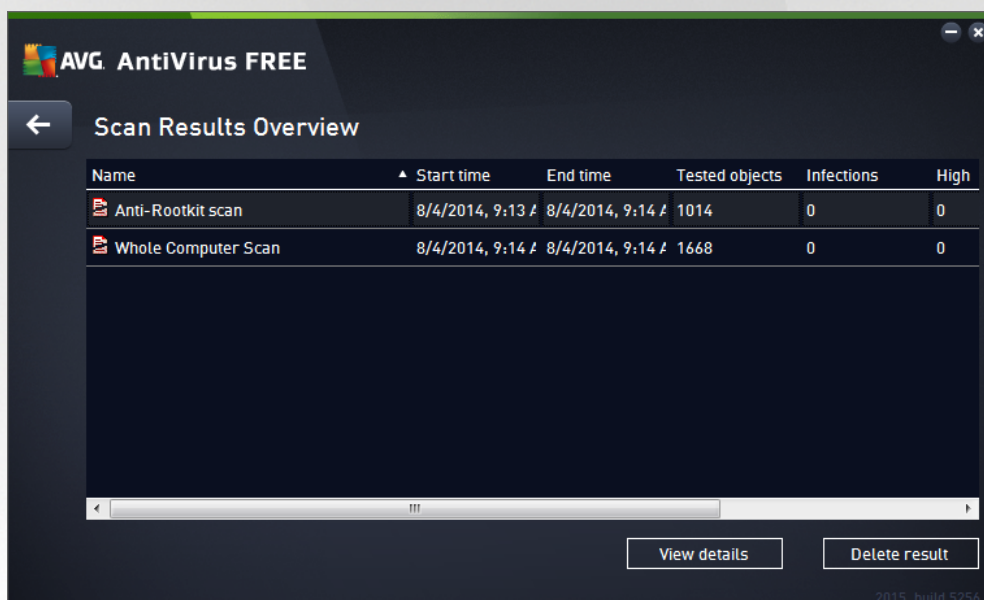 AVG. AntiVirus FREE
Scan Results Overview
Name Start time End time Tested objects Infections High
Anti-Rootkit scan 8/4/2014, 9:13 A 8/4/2014, 9:14 A 1014 0 0
Whole Computer Scan 8/4/2014, 9:14 A 8/4/2014, 9:14 A 1668 0 0
View details Delete result
2015, build 5256